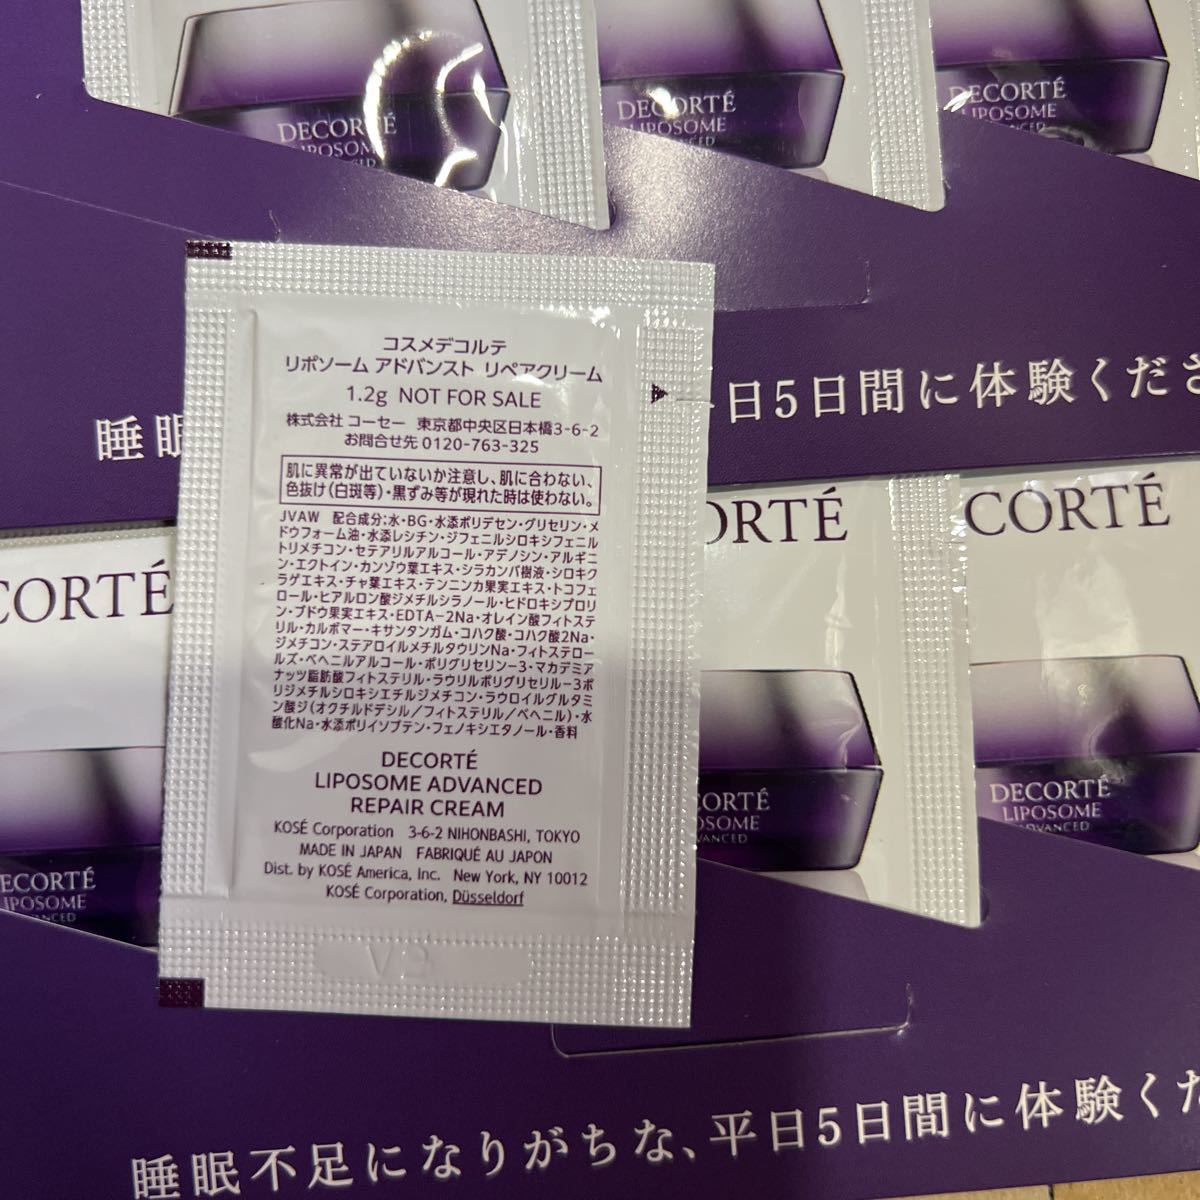 DECORTÉ
LIPOSOME
DECORTÉ
LIPOSOME
ADVANCED
DECORTÉ
LIPOSOME
ADVANCED
日5日間に体験くださ
睡眠
コスメデコルテ
リポソーム アドバンスト リペアクリーム
1.2g NOT FOR SALE
株式会社 コーセー 東京都中央区日本橋3-6-2
お問合せ先 0120-763-325
肌に異常が出ていないか注意し、肌に合わない、
色抜け(白斑等)・黒ずみ等が現れた時は使わない。
JVAW 配合成分:水・BG・水添ポリデセン・グリセリン・メ
ドウフォーム油・水添レシチン・ジフェニルシロキシフェニル
トリメチコン・セテアリルアルコール・アデノシン・アルギニ
ン・エクトイン・カンゾウ葉エキス・シラカンバ樹液・シロキク
ラゲエキス・チャ葉エキス・テンニンカ果実エキス・トコフェ
ロール・ヒアルロン酸ジメチルシラノール・ヒドロキシプロリ
ン・ブドウ果実エキス・EDTA-2Na・オレイン酸フィトステ
リル・カルボマー・キサンタンガム・コハク酸・コハク酸2Na・
ジメチコン・ステアロイルメチルタウリンNa・フィトステロー
ルズ・ベヘニルアルコール・ポリグリセリン-3・マカデミア
ナッツ脂肪酸フィトステリル・ラウリルポリグリセリル-3ポ
リジメチルシロキシエチルジメチコン・ラウロイルグルタミ
ン酸ジ(オクチルドデシル/フィトステリル/ベヘニル)・水
酸化Na・水添ポリイソブテン・フェノキシエタノール・香料
DECORTÉ
LIPOSOME ADVANCED
REPAIR CREAM
KOSÉ Corporation 3-6-2 NIHONBASHI, TOKYO
MADE IN JAPAN FABRIQUÉ AU JAPON
Dist. by KOSÉ America, Inc. New York, NY 10012
KOSÉ Corporation, Düsseldorf
CORTÉ
ECORTÉ
LIPOSOME
ADVANCED
ORTÉ
CORTÉ
OSOME
VANCED
CORTÉ
DECORTÉ
LIPOSOME
ADVANCED
睡眠不足になりがちな、平日5日間に体験くだ